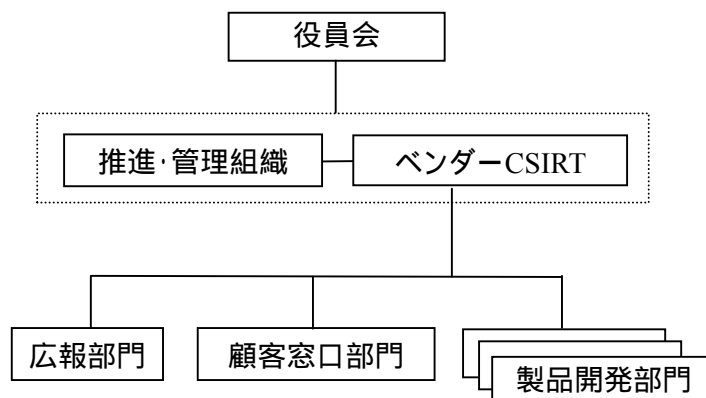 役員会
推進・管理組織
ベンダーCSIRT
広報部門
顧客窓口部門
製品開発部門